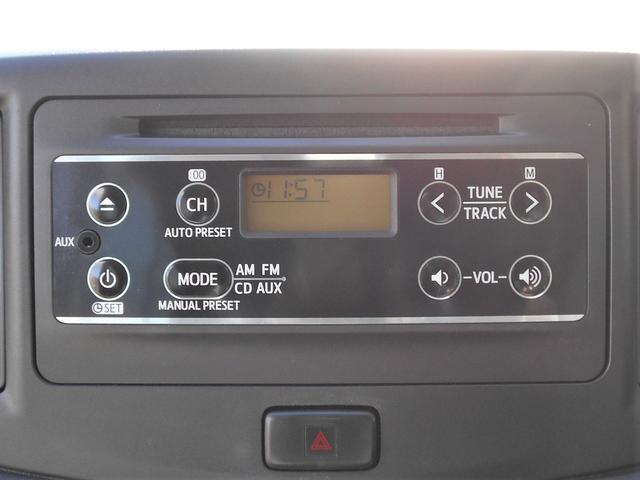 :00
CH
AUTO PRESET
11:57
H
TUNE
TRACK
M
AUX
SET
MODE
AM FM
CD AUX
MANUAL PRESET
-VOL-